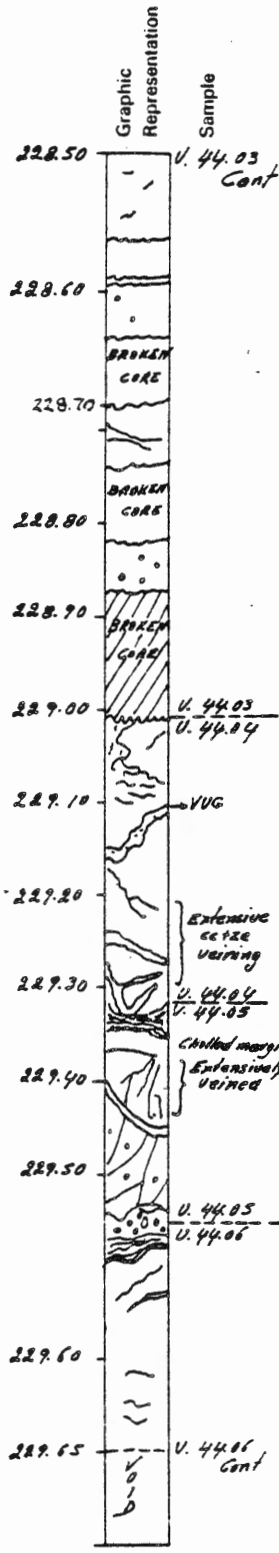 Graphic
Representation
Sample
228.50
U. 44.03
Cont
228.60
BROKEN
CORE
228.70
BROKEN
CORE
228.80
228.90
BROKEN
CORE
229.00
U. 44.03
U. 44.04
229.10
VUG
229.20
Extensive
cc+ze
veining
229.30
U. 44.04
U. 44.05
Chilled margin
229.40
Extensively
veined
229.50
U. 44.05
U. 44.06
229.60
229.65
U. 44.06
Cont
VOID